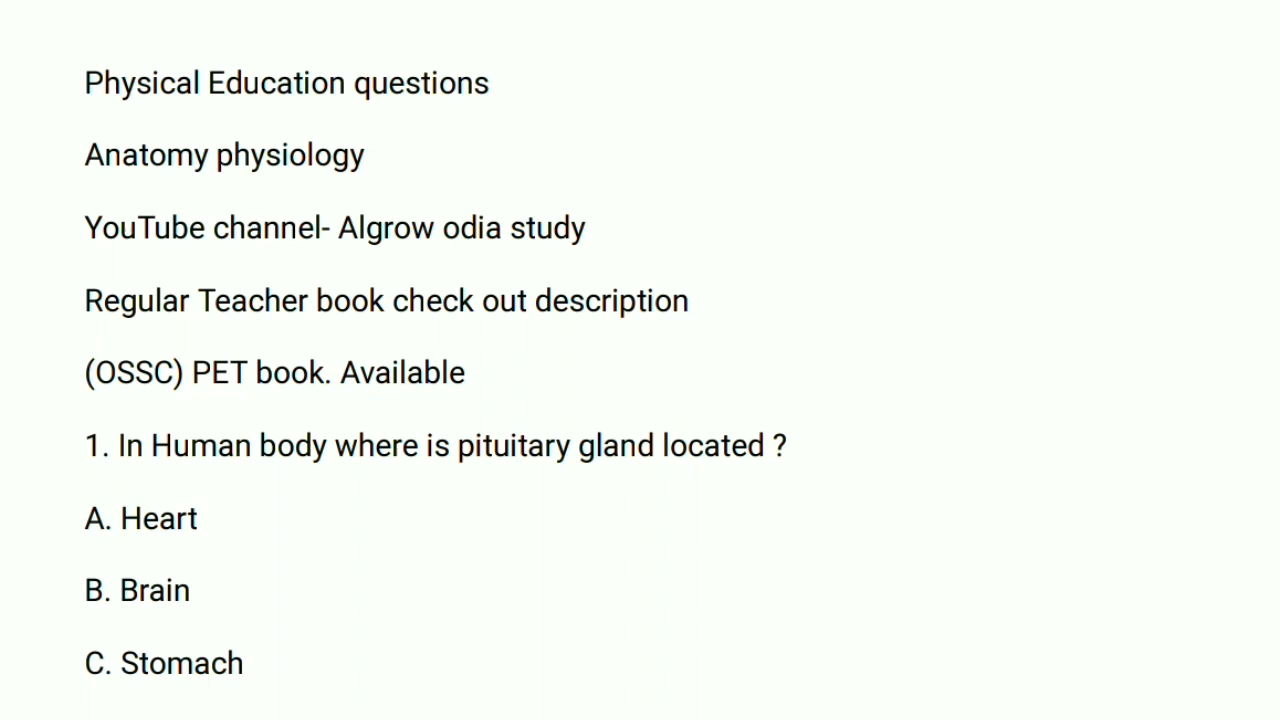 Physical Education questions
Anatomy physiology
YouTube channel- Algrow odia study
Regular Teacher book check out description
(OSSC) PET book. Available
1. In Human body where is pituitary gland located ?
A. Heart
B. Brain
C. Stomach